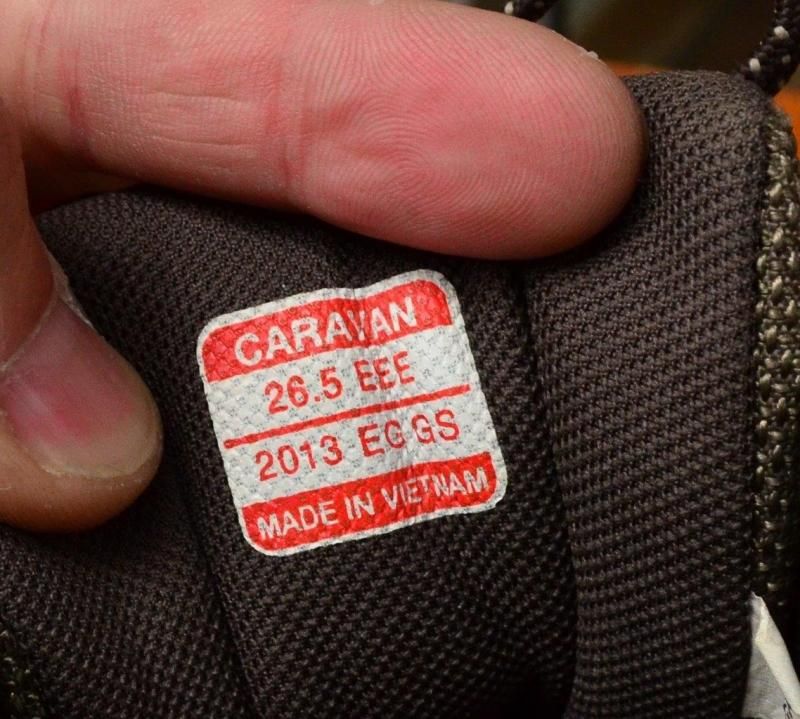 CARAVAN
26.5 EEE
2013 EGGS
MADE IN VIETNAM